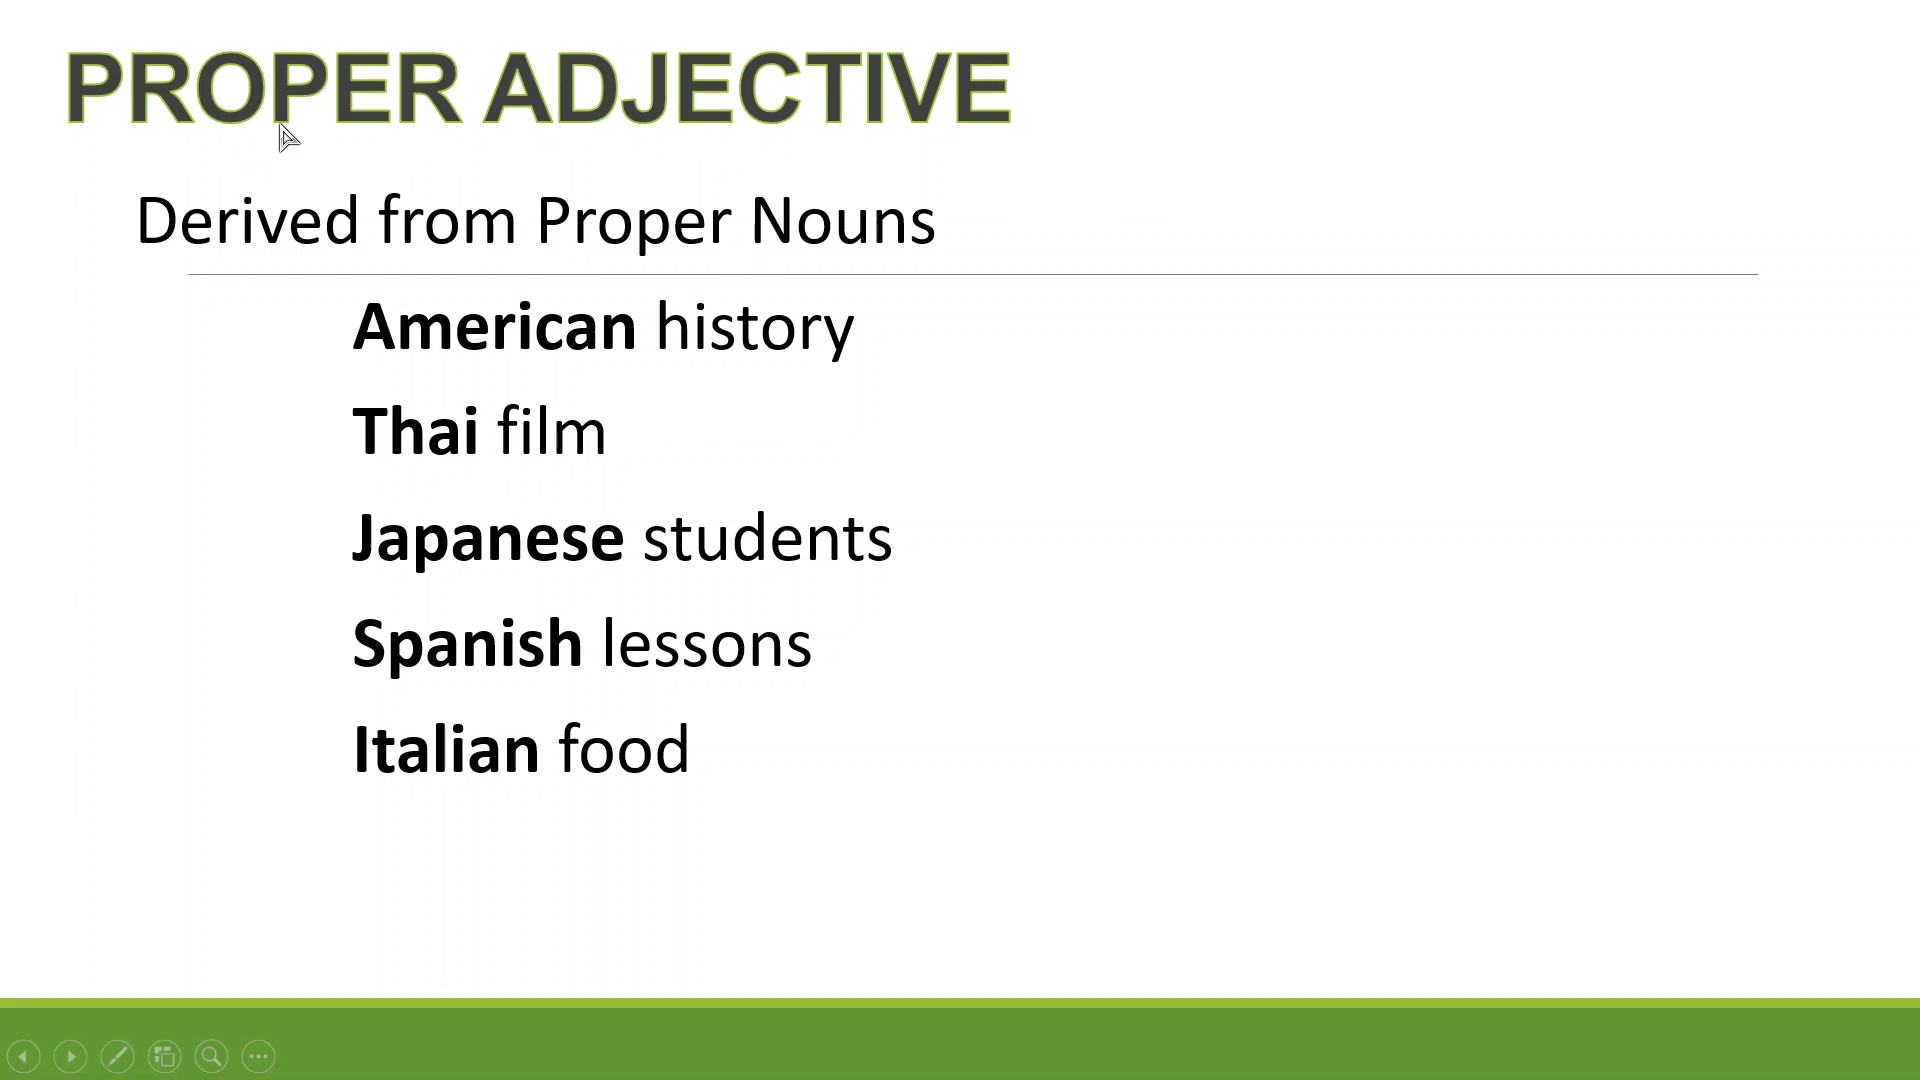 PROPER ADJECTIVE
Derived from Proper Nouns
American history
Thai film
Japanese students
Spanish lessons
Italian food